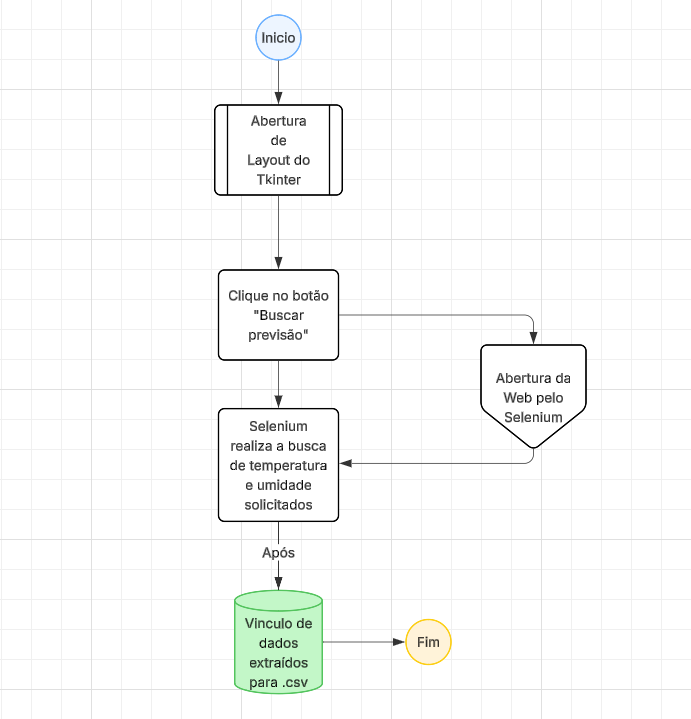 Inicio
Abertura
de
Layout do
Tkinter
Clique no botão
"Buscar
previsão"
Abertura da
Web pelo
Selenium
Selenium
realiza a busca
de temperatura
e umidade
solicitados
Após
Vinculo de
dados
extraídos
para .csv
Fim